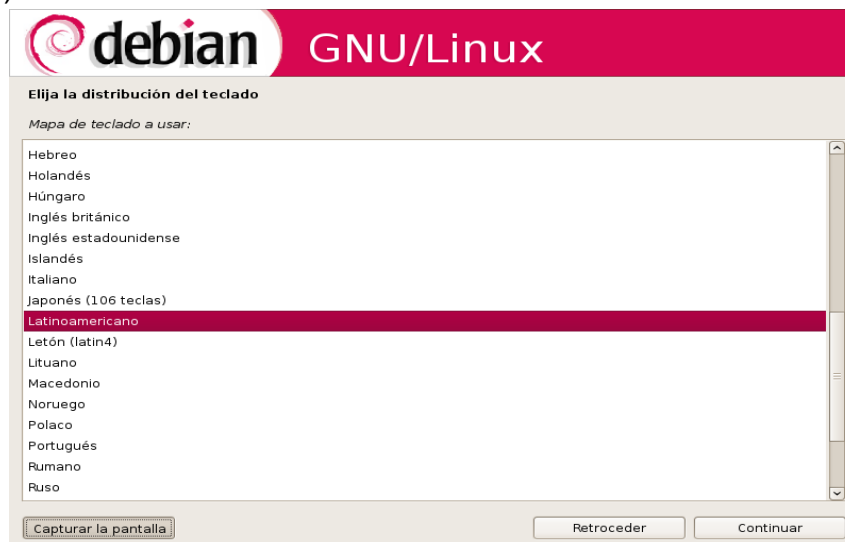 )
debian GNU/Linux
Elija la distribución del teclado
Mapa de teclado a usar:
Hebreo
Holandés
Húngaro
Inglés británico
Inglés estadounidense
Islandés
Italiano
Japonés (106 teclas)
Latinoamericano
Letón (latin4)
Lituano
Macedonio
Noruego
Polaco
Portugués
Rumano
Ruso
Capturar la pantalla Retroceder Continuar